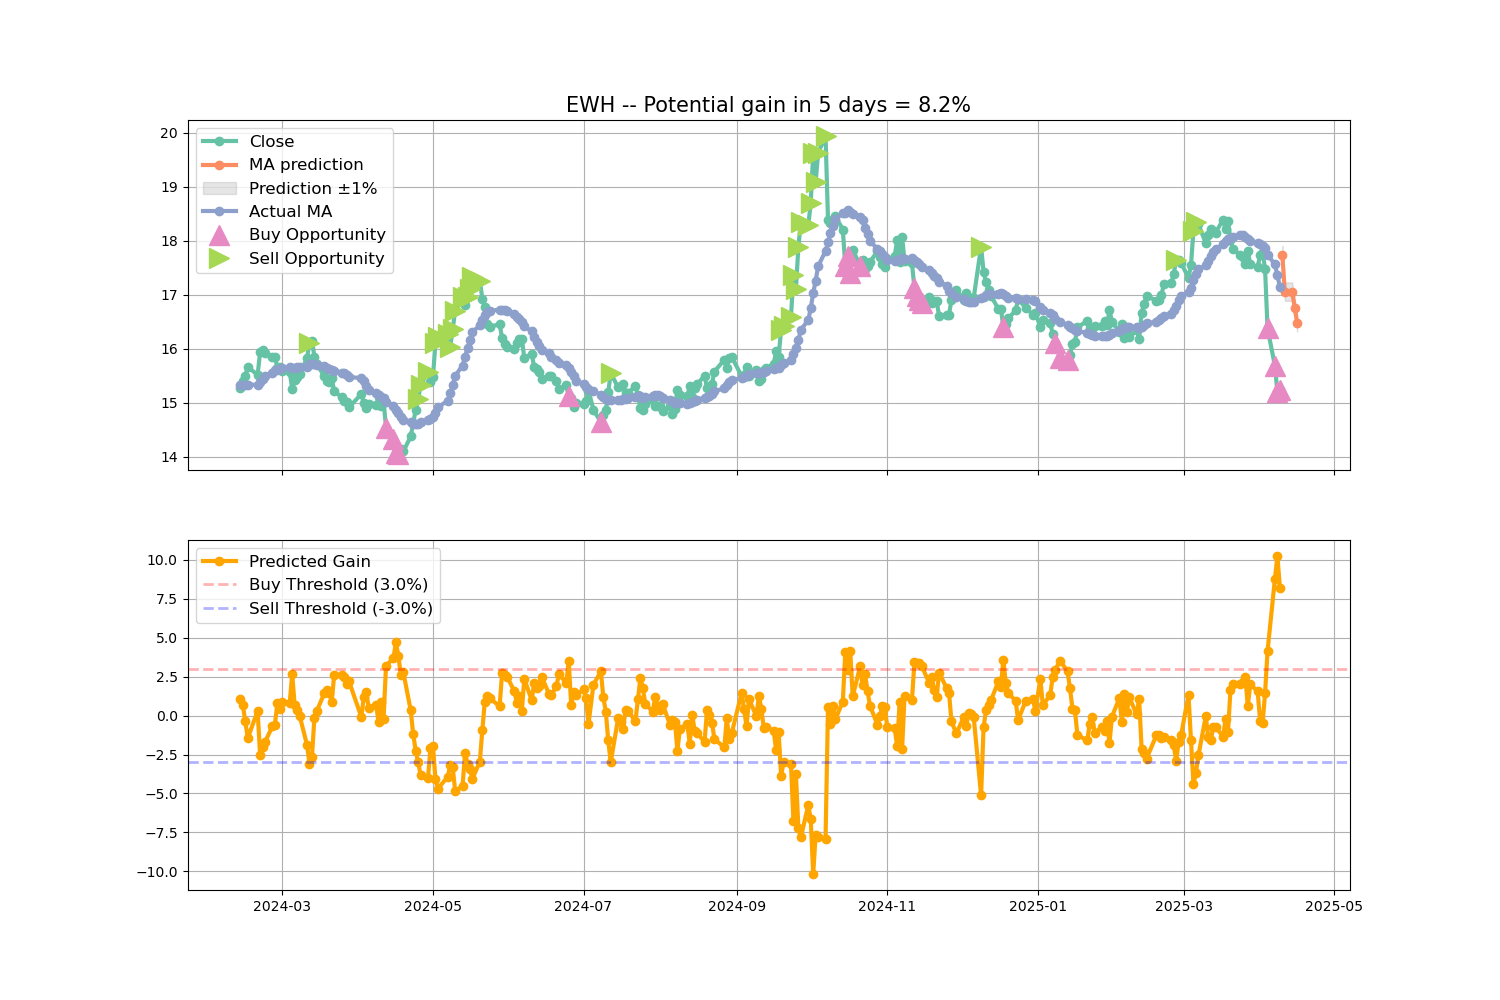 EWH -- Potential gain in 5 days = 8.2%
20
19
18
17
16
15
14
Close
MA prediction
Prediction ±1%
Actual MA
Buy Opportunity
Sell Opportunity
10.0
7.5
5.0
2.5
0.0
−2.5
−5.0
−7.5
−10.0
Predicted Gain
Buy Threshold (3.0%)
Sell Threshold (-3.0%)
2024-03
2024-05
2024-07
2024-09
2024-11
2025-01
2025-03
2025-05